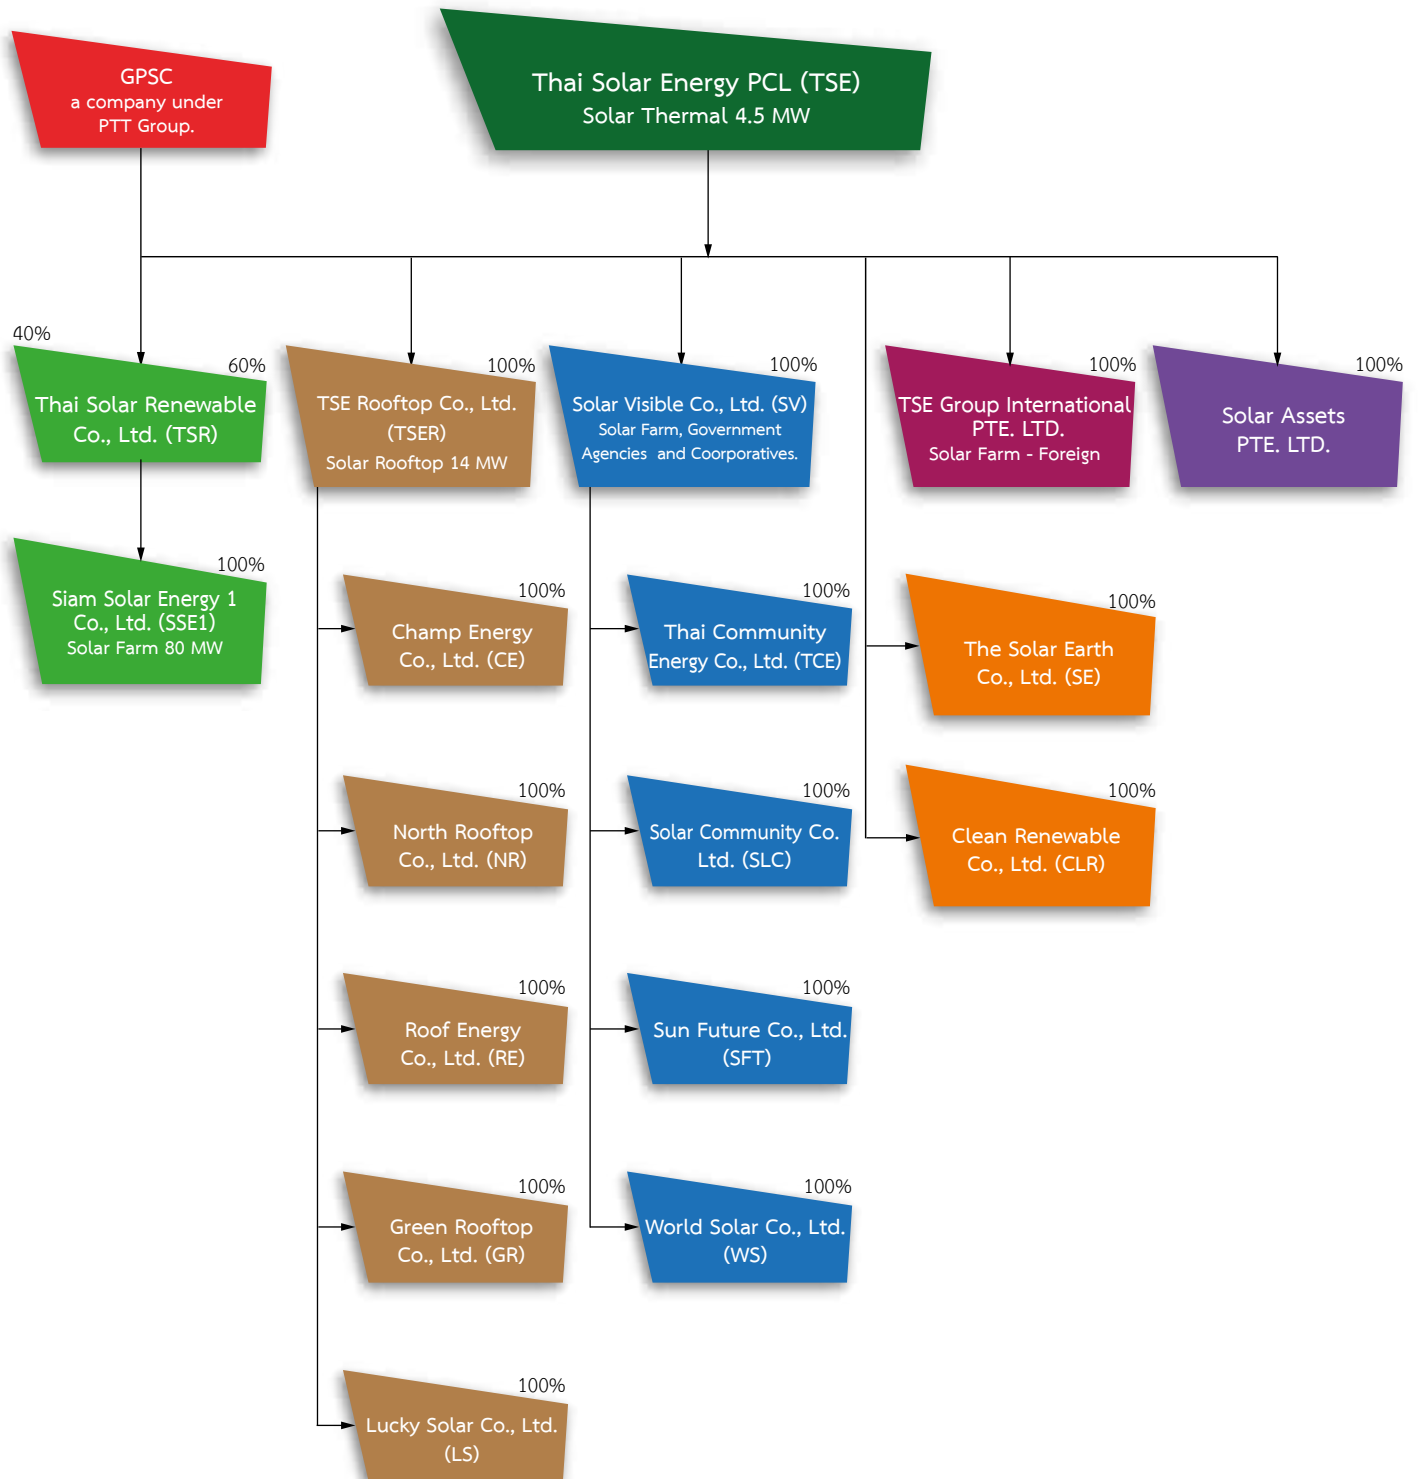 GPSC
a company under
PTT Group.
Thai Solar Energy PCL (TSE)
Solar Thermal 4.5 MW
40%
60%
Thai Solar Renewable
Co., Ltd. (TSR)
100%
TSE Rooftop Co., Ltd.
(TSER)
Solar Rooftop 14 MW
100%
Solar Visible Co., Ltd. (SV)
Solar Farm, Government
Agencies and Coorporatives.
100%
TSE Group International
PTE. LTD.
Solar Farm - Foreign
100%
Solar Assets
PTE. LTD.
100%
Siam Solar Energy 1
Co., Ltd. (SSE1)
Solar Farm 80 MW
100%
Champ Energy
Co., Ltd. (CE)
100%
Thai Community
Energy Co., Ltd. (TCE)
100%
The Solar Earth
Co., Ltd. (SE)
100%
North Rooftop
Co., Ltd. (NR)
100%
Solar Community Co.
Ltd. (SLC)
100%
Clean Renewable
Co., Ltd. (CLR)
100%
Roof Energy
Co., Ltd. (RE)
100%
Sun Future Co., Ltd.
(SFT)
100%
Green Rooftop
Co., Ltd. (GR)
100%
World Solar Co., Ltd.
(WS)
100%
Lucky Solar Co., Ltd.
(LS)